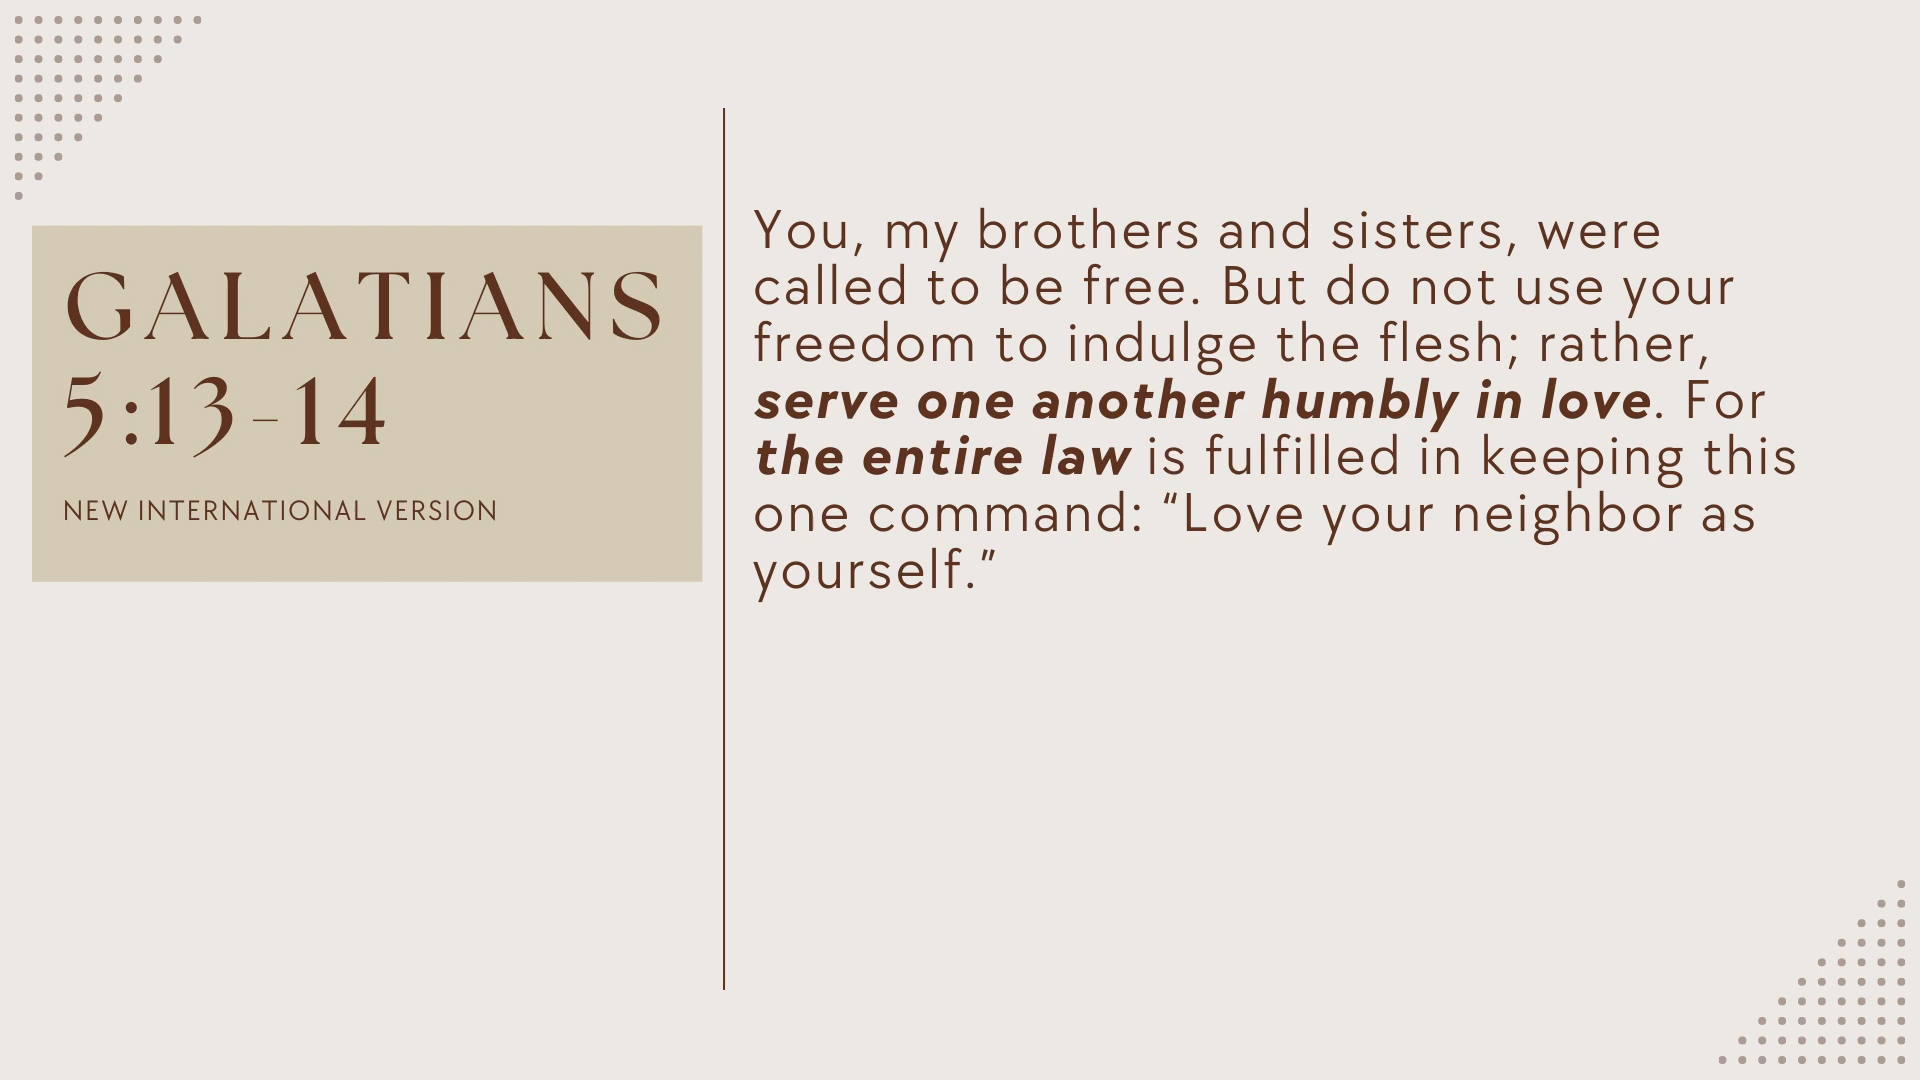 GALATIANS
5:13-14
NEW INTERNATIONAL VERSION
You, my brothers and sisters, were
called to be free. But do not use your
freedom to indulge the flesh; rather,
serve one another humbly in love. For
the entire law is fulfilled in keeping this
one command: “Love your neighbor as
yourself.”